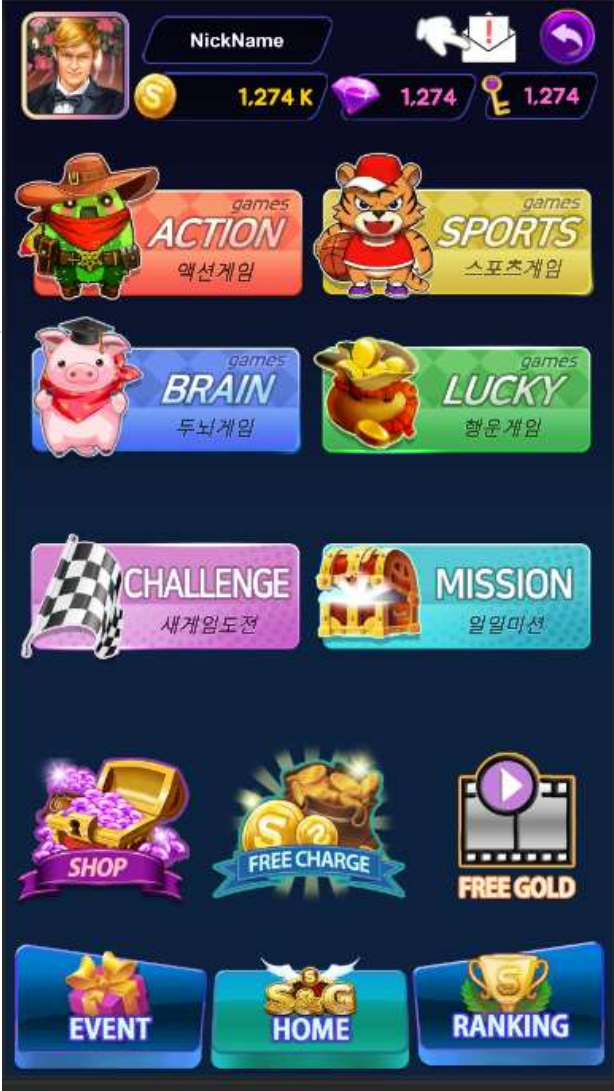 NickName
!
S
1,274 K
1,274
1,274
games
ACTION
액션게임
games
SPORTS
스포츠게임
games
BRAIN
두뇌게임
games
LUCKY
행운게임
CHALLENGE
새게임도전
MISSION
일일미션
SHOP
S
FREE CHARGE
FREE GOLD
EVENT
S
S&G
HOME
S
RANKING